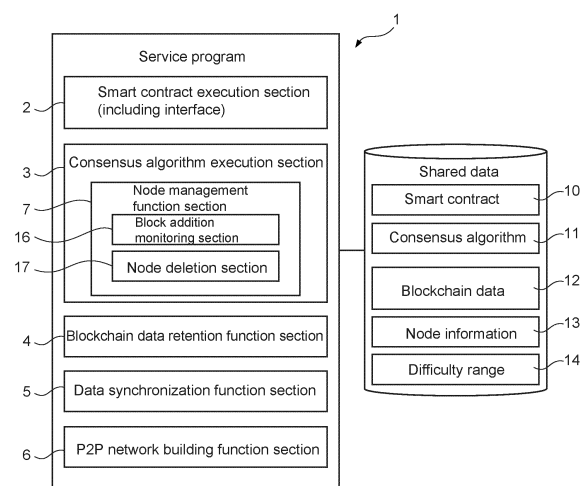 1
Service program
2
Smart contract execution section
(including interface)
3
Consensus algorithm execution section
7
Node management
function section
16
Block addition
monitoring section
17
Node deletion section
4
Blockchain data retention function section
5
Data synchronization function section
6
P2P network building function section
Shared data
Smart contract
10
Consensus algorithm
11
Blockchain data
12
Node information
13
Difficulty range
14